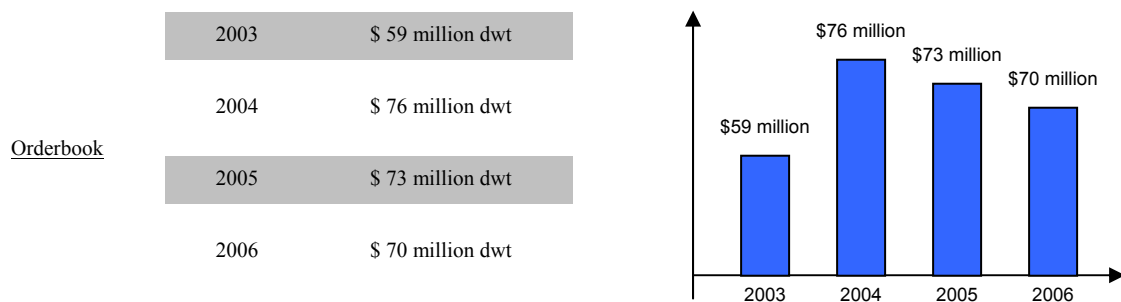 2003 $ 59 million dwt
2004 $ 76 million dwt
Orderbook
2005 $ 73 million dwt
2006 $ 70 million dwt
$76 million
$73 million
$70 million
$59 million
2003 2004 2005 2006